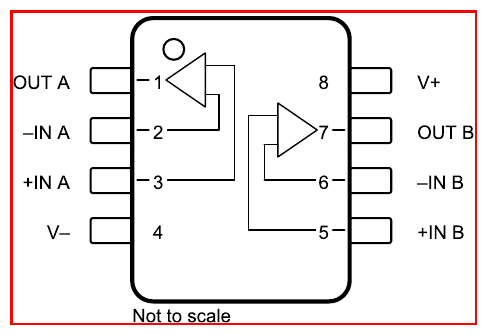 OUT A 1 8 V+
–IN A 2 7 OUT B
+IN A 3 6 –IN B
V– 4 5 +IN B
Not to scale